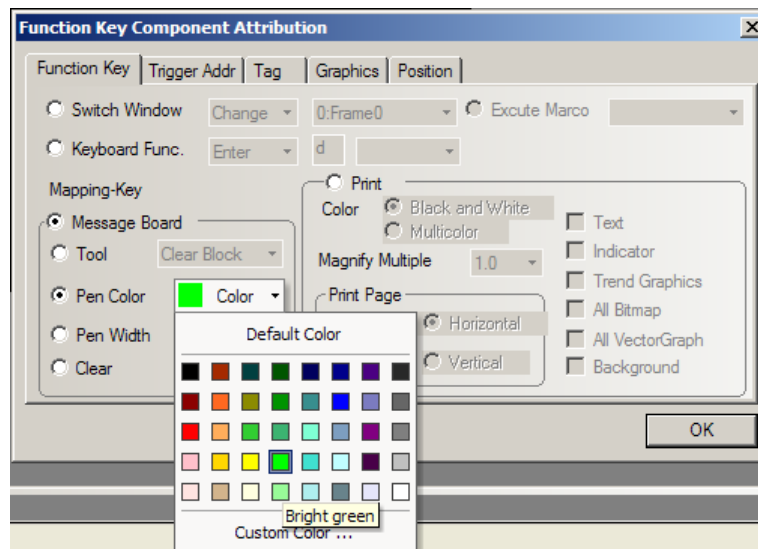 Function Key Component Attribution
Function Key Trigger Addr Tag Graphics Position
Switch Window Change 0:Frame0 Excute Marco
Keyboard Func. Enter d
Mapping-Key
Print
Message Board
Color Black and White
Multicolor
Text
Tool Clear Block
Indicator
Magnify Multiple 1.0
Trend Graphics
Pen Color Color
Print Page
All Bitmap
Horizontal
Pen Width
Default Color
All VectorGraph
Vertical
Clear
Background
OK
Bright green
Custom Color ...